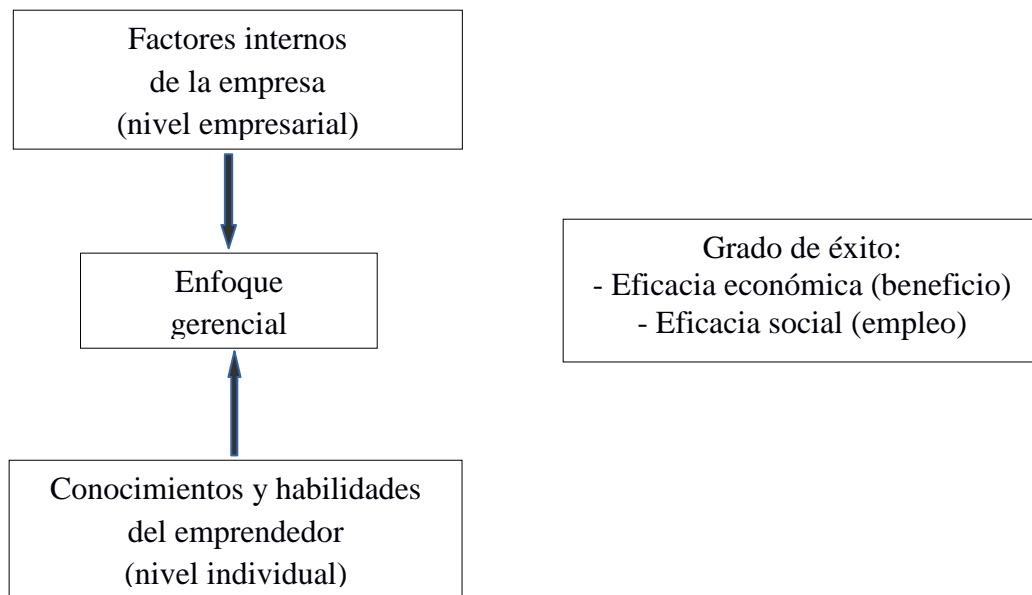 Factores internos
de la empresa
(nivel empresarial)
Enfoque
gerencial
Grado de éxito:
- Eficacia económica (beneficio)
- Eficacia social (empleo)
Conocimientos y habilidades
del emprendedor
(nivel individual)